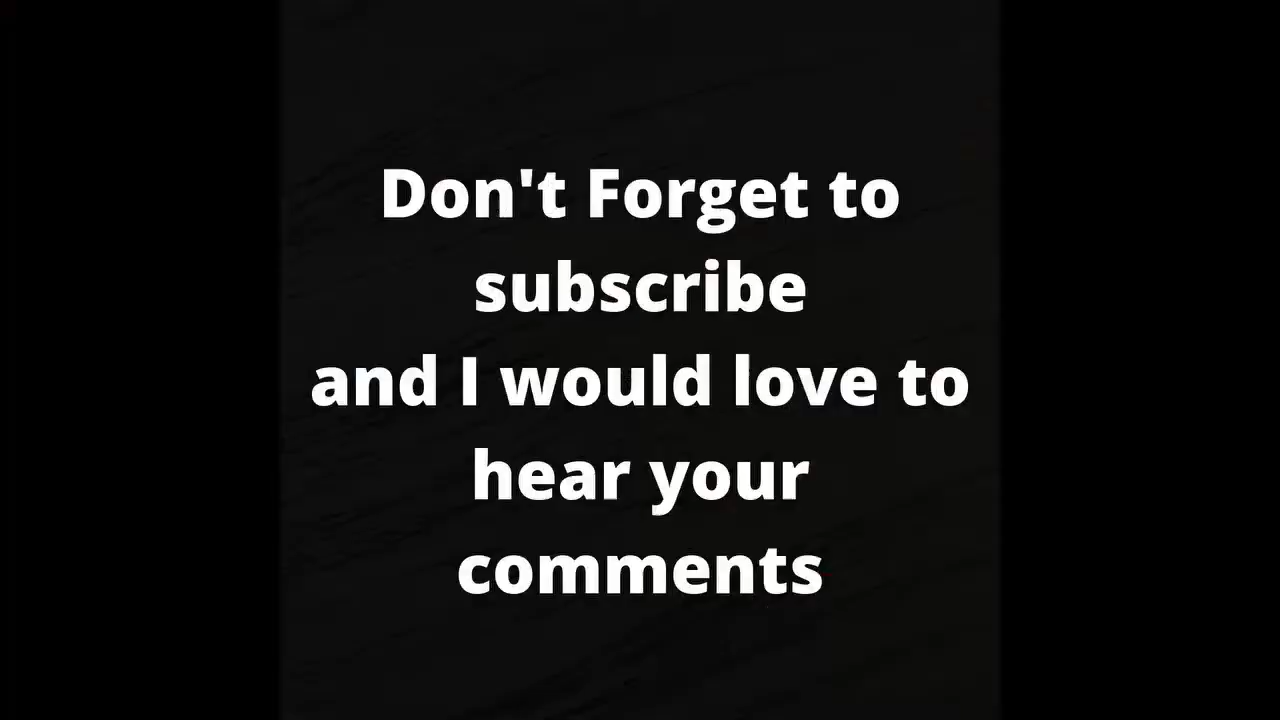 Don't Forget to
subscribe
and I would love to
hear your
comments